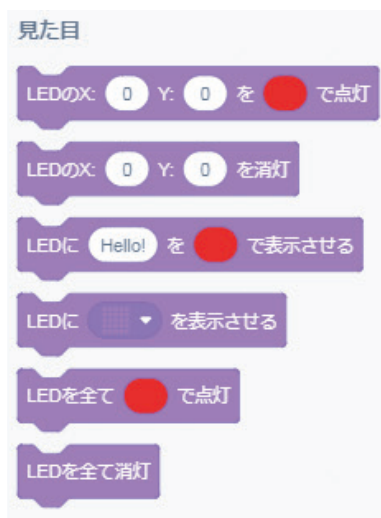 見た目
LEDのX: 0 Y: 0 を で点灯
LEDのX: 0 Y: 0 を消灯
LEDに Hello! を で表示させる
LEDに を表示させる
LEDを全て で点灯
LEDを全て消灯